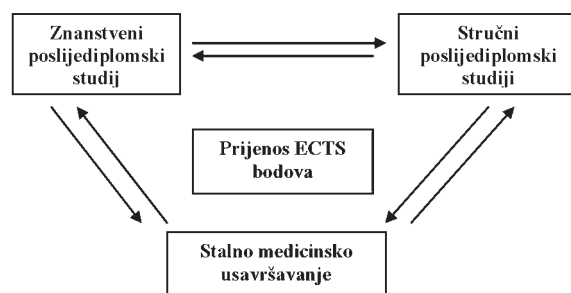 Znanstveni
poslijediplomski
studij
Stručni
poslijediplomski
studiji
Prijenos ECTS
bodova
Stalno medicinsko
usavršavanje